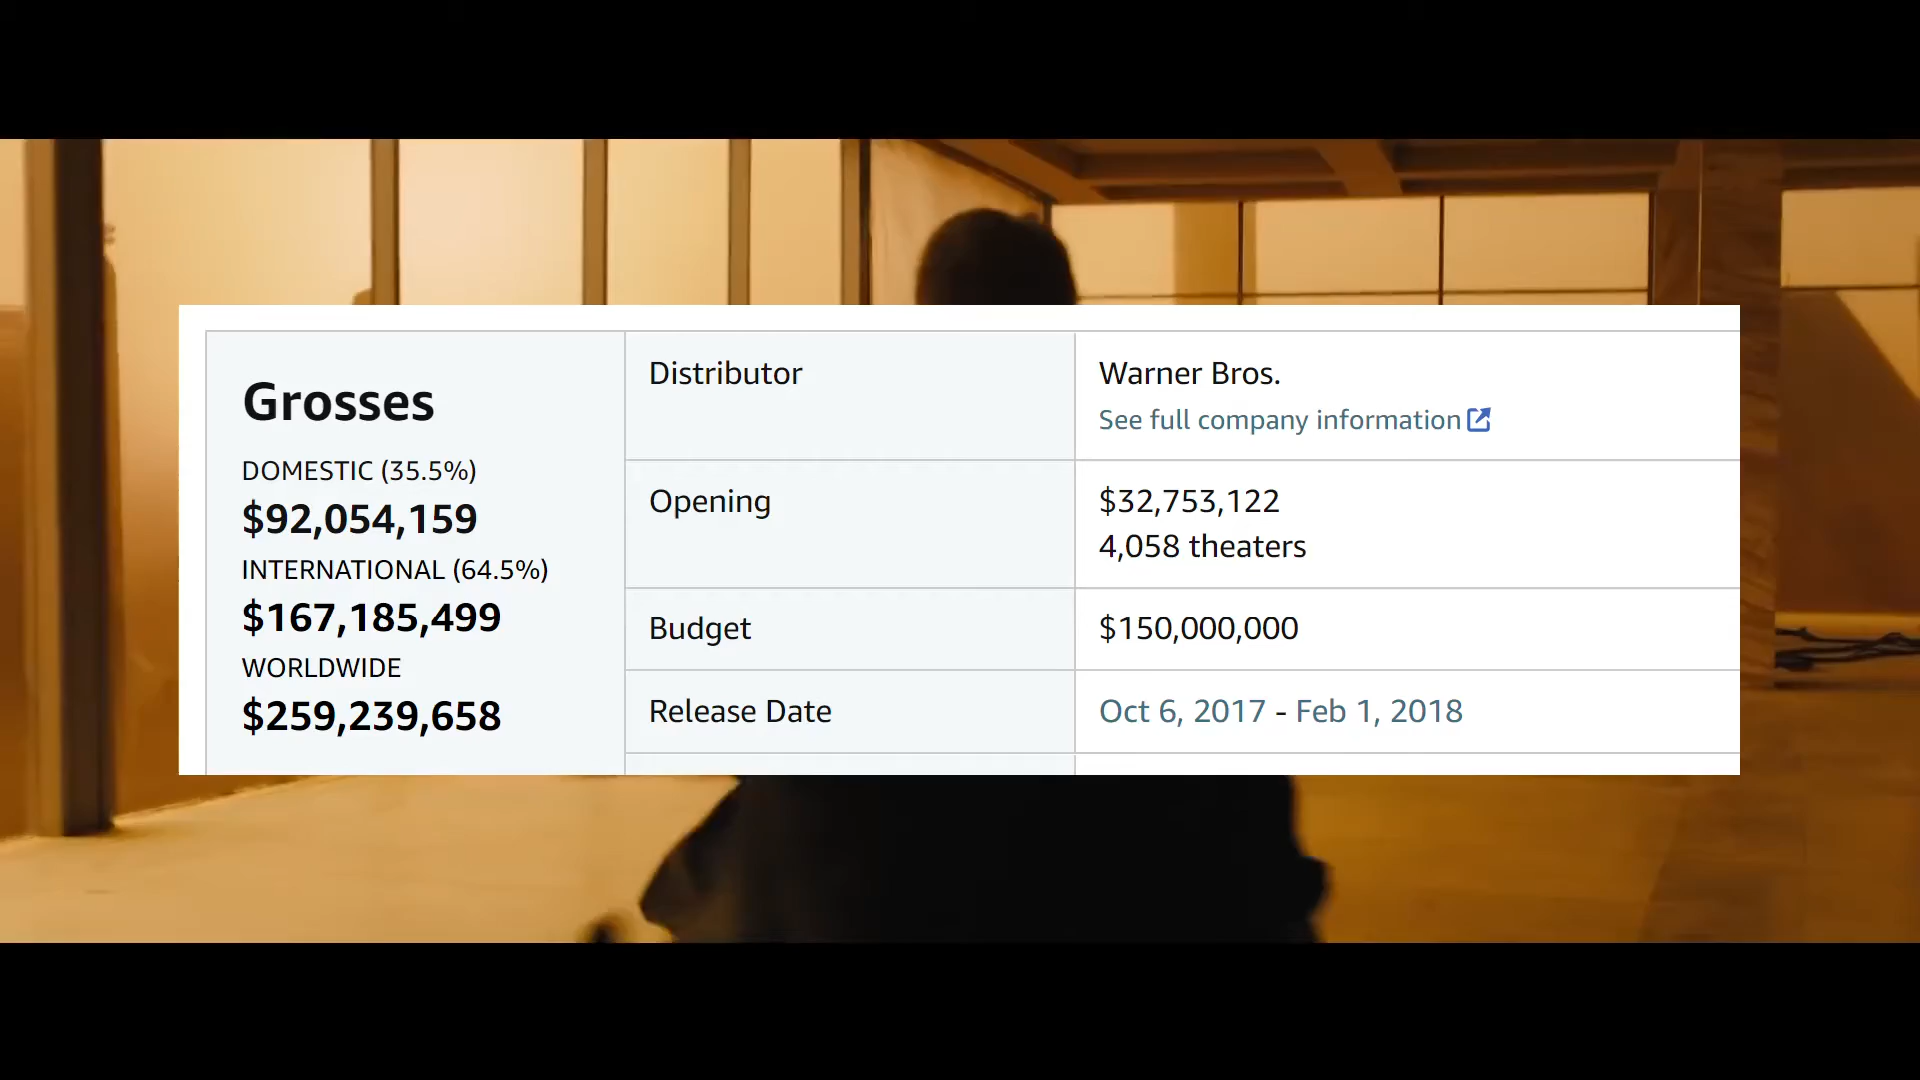 Grosses
DOMESTIC (35.5%)
$92,054,159
INTERNATIONAL (64.5%)
$167,185,499
WORLDWIDE
$259,239,658
Distributor
Warner Bros.
See full company information
Opening
$32,753,122
4,058 theaters
Budget
$150,000,000
Release Date
Oct 6, 2017 - Feb 1, 2018